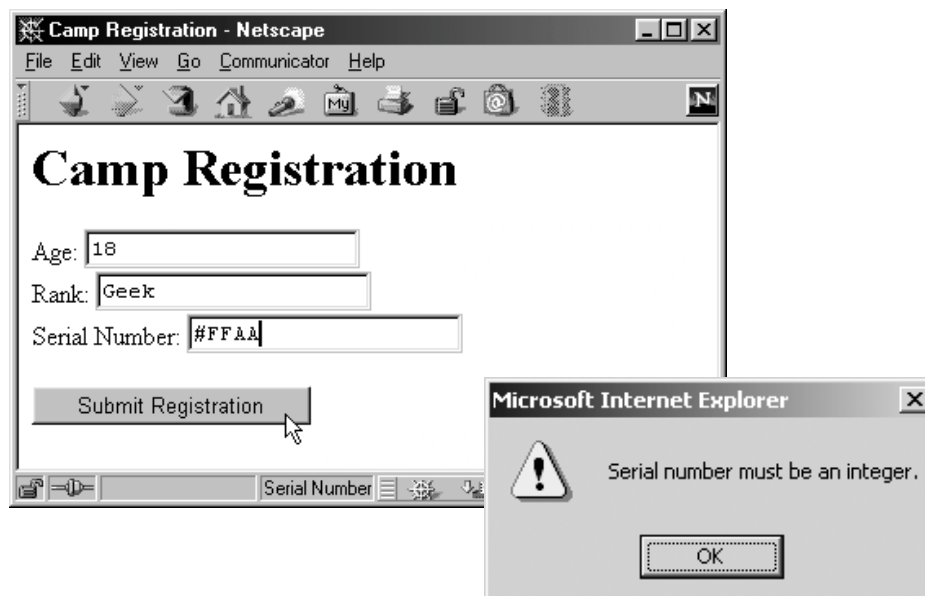 Camp Registration - Netscape
File Edit View Go Communicator Help
My
N
Camp Registration
Age: 18
Rank: Geek
Serial Number: #FFAA
Submit Registration
Serial Number
Microsoft Internet Explorer
Serial number must be an integer.
OK